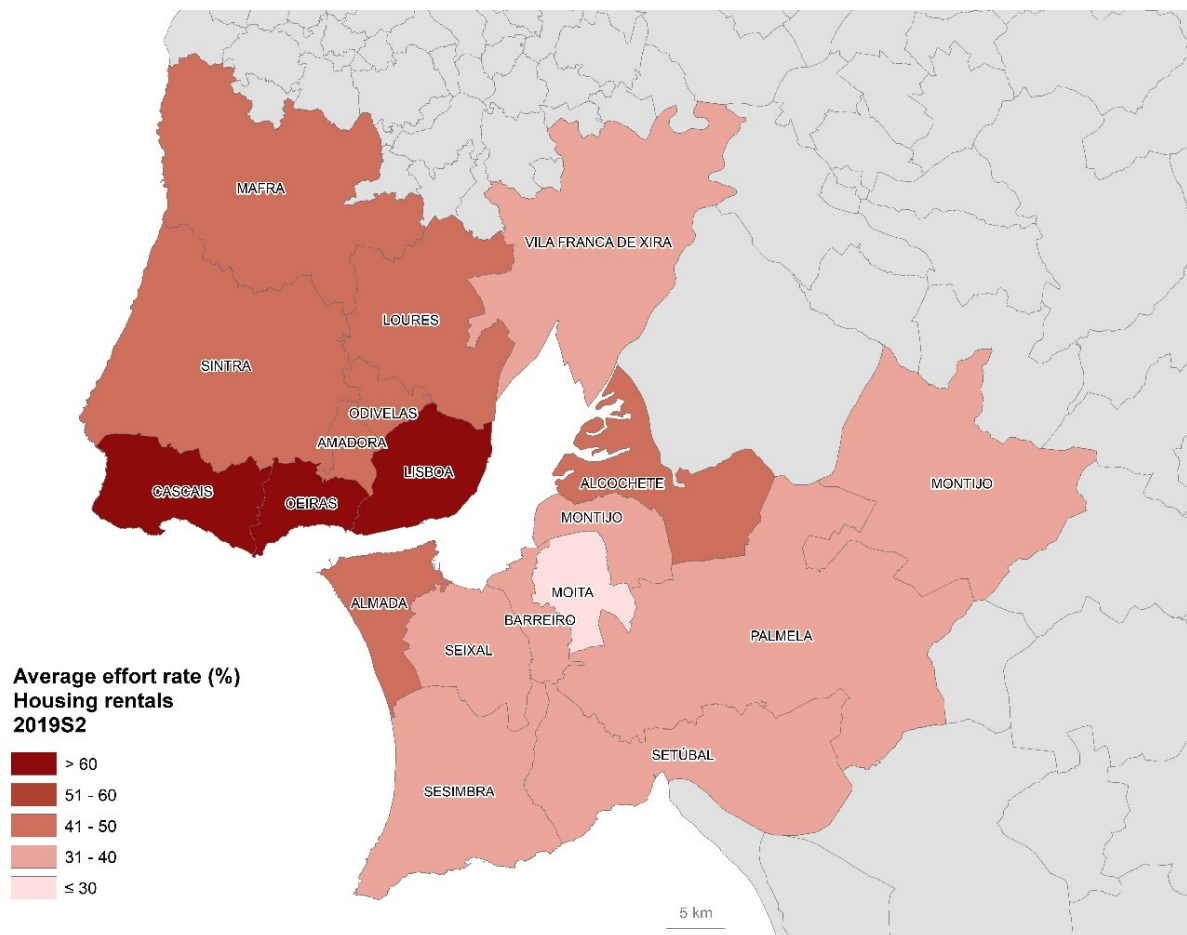 MAFRA
VILA FRANCA DE XIRA
LOURES
SINTRA
ODIVELAS
AMADORA
LISBOA
CASCAIS
OEIRAS
ALCOCHETE
MONTIJO
MONTIJO
MOITA
ALMADA
BARREIRO
SEIXAL
PALMELA
SETÚBAL
SESIMBRA
Average effort rate (%)
Housing rentals
2019S2
> 60
51 - 60
41 - 50
31 - 40
≤ 30
5 km